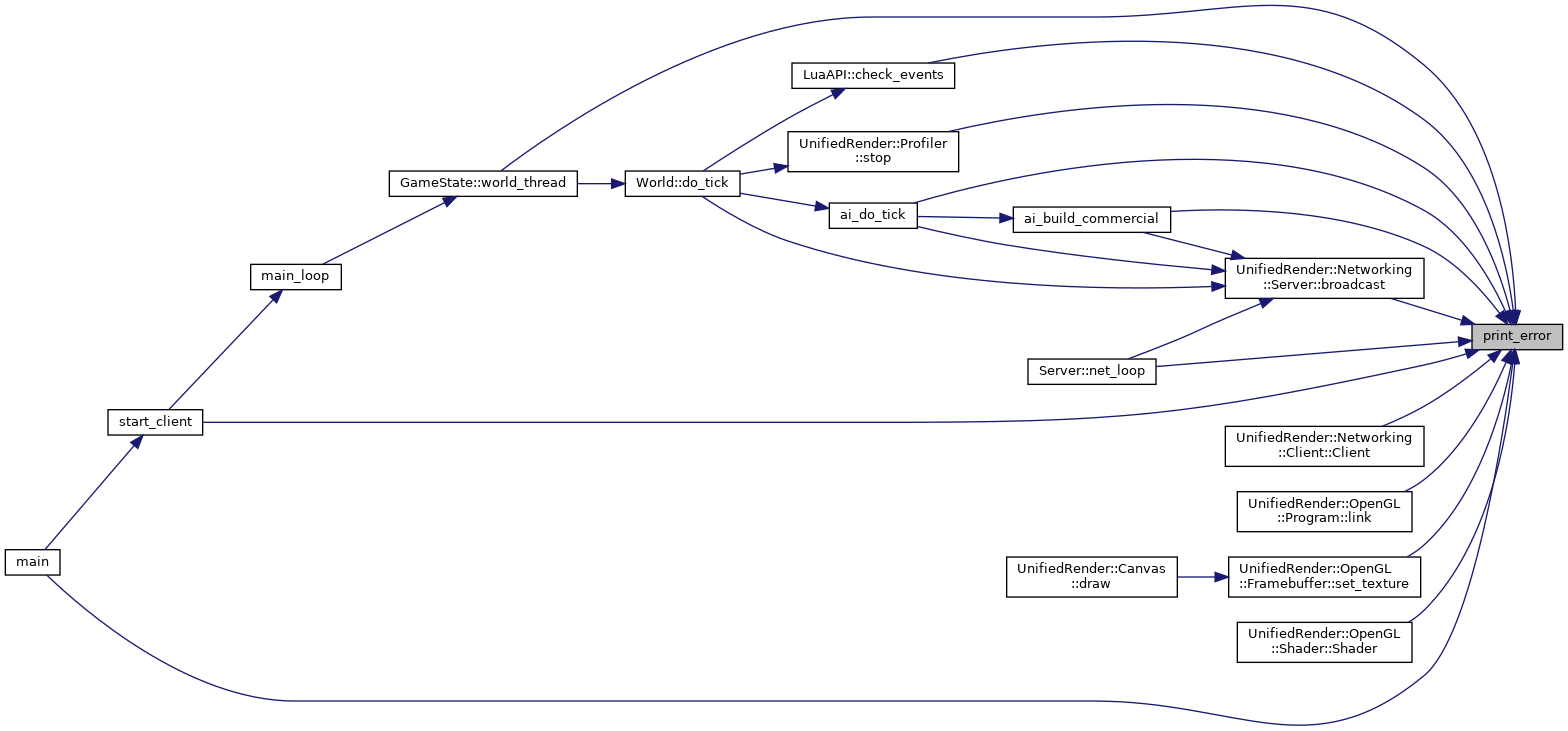 LuaAPI::check_events
UnifiedRender::Profiler
::stop
GameState::world_thread
World::do_tick
ai_do_tick
ai_build_commercial
UnifiedRender::Networking
::Server::broadcast
main_loop
print_error
Server::net_loop
start_client
UnifiedRender::Networking
::Client::Client
UnifiedRender::OpenGL
::Program::link
main
UnifiedRender::Canvas
::draw
UnifiedRender::OpenGL
::Framebuffer::set_texture
UnifiedRender::OpenGL
::Shader::Shader